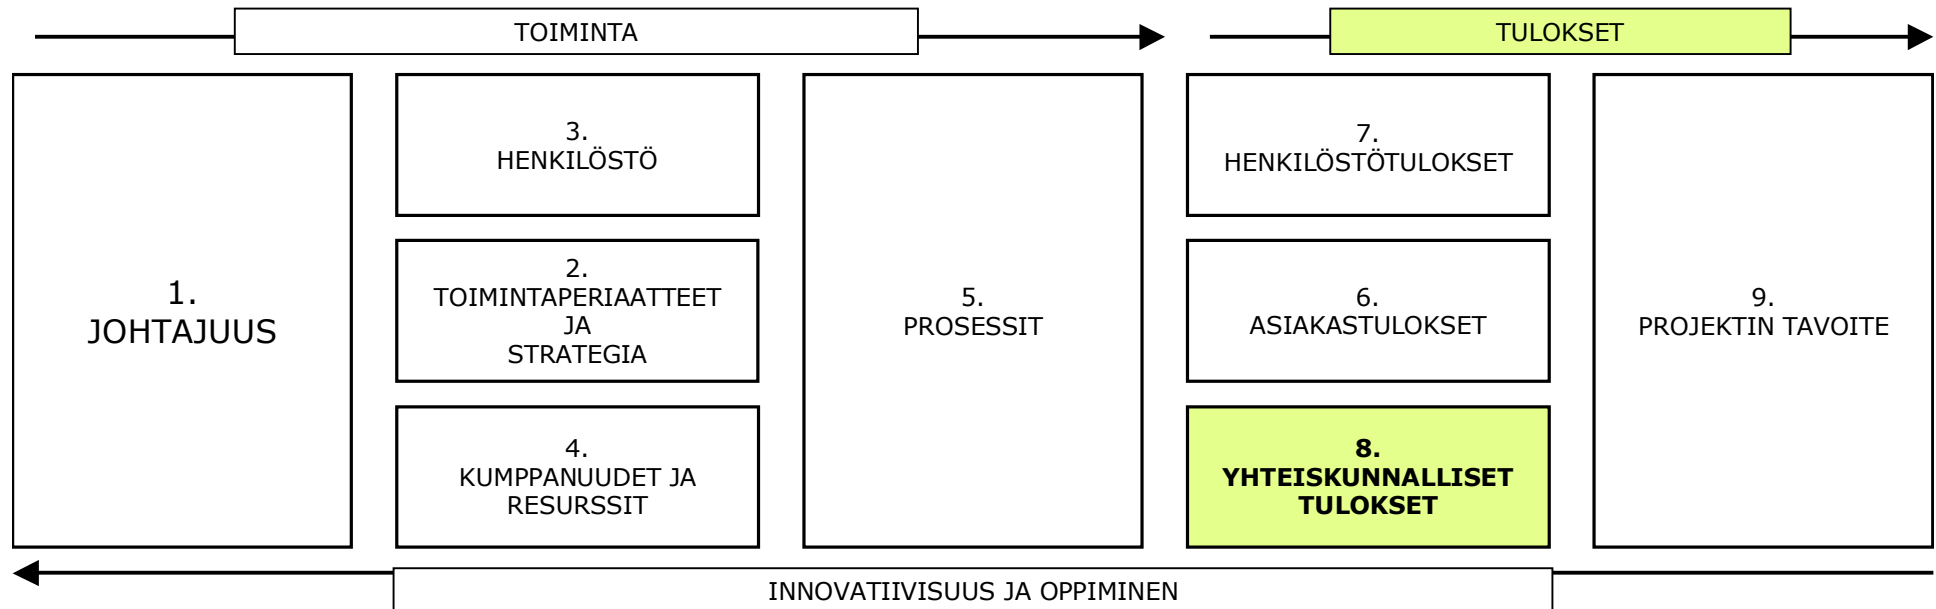 TOIMINTA
TULOKSET
1.
JOHTAJUUS
3.
HENKILÖSTÖ
2.
TOIMINTAPERIAATTEET
JA
STRATEGIA
4.
KUMPPANUUDET JA
RESURSSIT
5.
PROSESSIT
7.
HENKILÖSTÖTULOKSET
6.
ASIAKASTULOKSET
8.
YHTEISKUNNALLISET
TULOKSET
9.
PROJEKTIN TAVOITE
INNOVATIIVISUUS JA OPPIMINEN